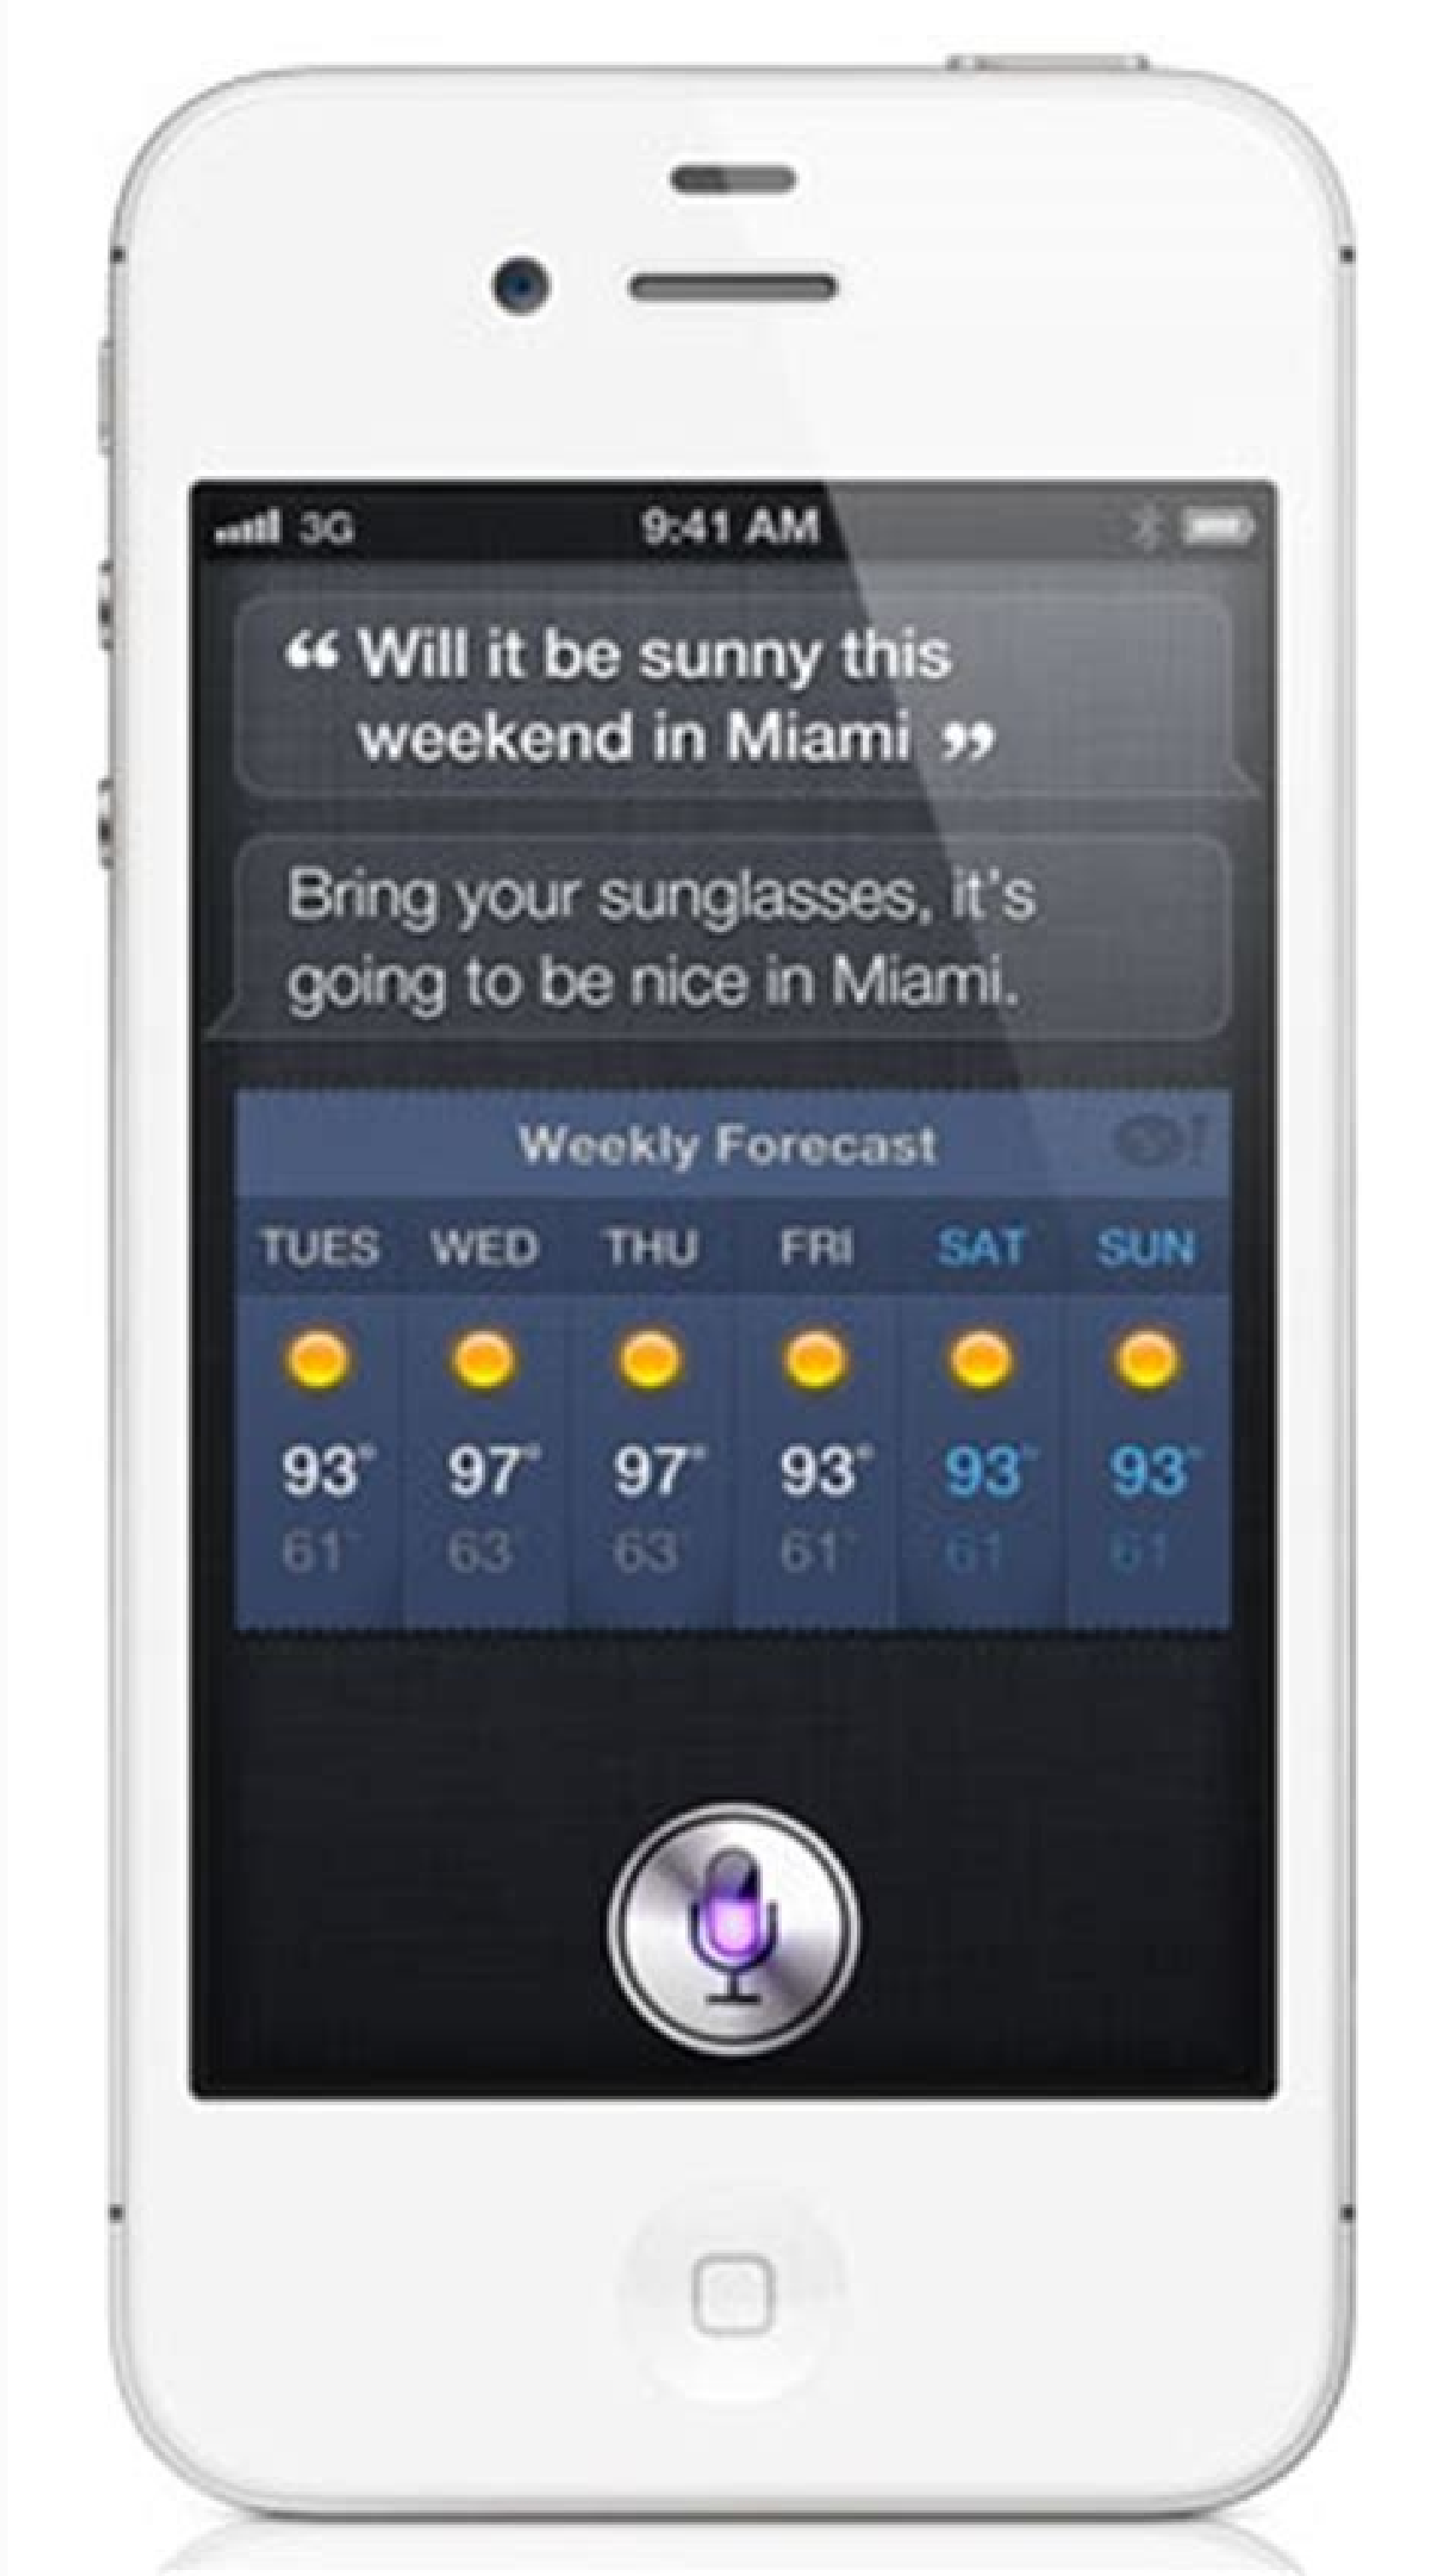 3G 9:41 AM
“ Will it be sunny this
weekend in Miami ”
Bring your sunglasses, it's
going to be nice in Miami.
Weekly Forecast
TUES WED THU FRI SAT SUN
93° 97° 97° 93° 93° 93°
61° 63° 63° 61° 61° 61°